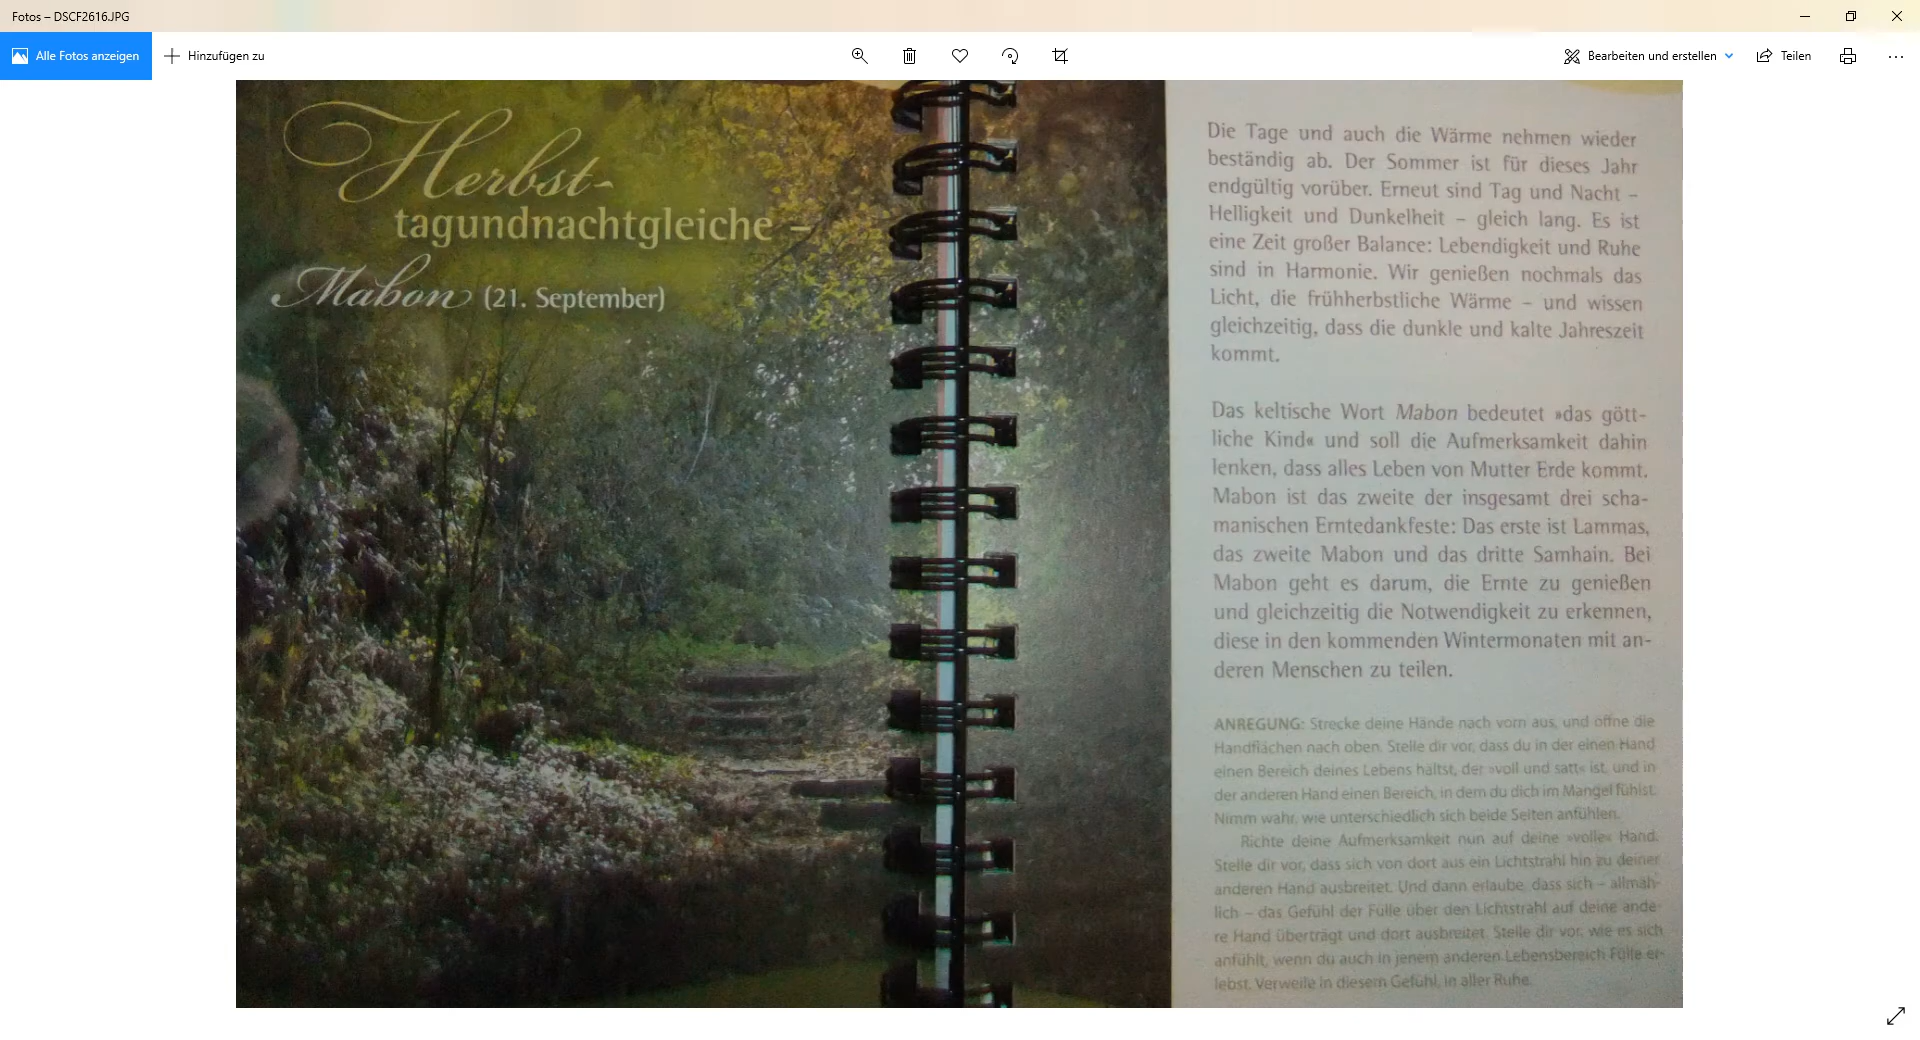 Fotos – DSCF2616.JPG
Alle Fotos anzeigen
Hinzufügen zu
Bearbeiten und erstellen
Teilen
Herbst-
tagundnachtgleiche –
Mabon (21. September)
Die Tage und auch die Wärme nehmen wieder
beständig ab. Der Sommer ist für dieses Jahr
endgültig vorüber. Erneut sind Tag und Nacht –
Helligkeit und Dunkelheit – gleich lang. Es ist
eine Zeit großer Balance: Lebendigkeit und Ruhe
sind in Harmonie. Wir genießen nochmals das
Licht, die frühherbstliche Wärme – und wissen
gleichzeitig, dass die dunkle und kalte Jahreszeit
kommt.
Das keltische Wort Mabon bedeutet »das gött-
liche Kind« und soll die Aufmerksamkeit dahin
lenken, dass alles Leben von Mutter Erde kommt.
Mabon ist das zweite der insgesamt drei scha-
manischen Erntedankfeste: Das erste ist Lammas,
das zweite Mabon und das dritte Samhain. Bei
Mabon geht es darum, die Ernte zu genießen
und gleichzeitig die Notwendigkeit zu erkennen,
diese in den kommenden Wintermonaten mit an-
deren Menschen zu teilen.
ANREGUNG: Strecke deine Hände nach vorn aus, und öffne die
Handflächen nach oben. Stelle dir vor, dass du in der einen Hand
einen Bereich deines Lebens hältst, der »voll und satt« ist, und in
der anderen Hand einen Bereich, in dem du dich im Mangel fühlst.
Nimm wahr, wie unterschiedlich sich beide Seiten anfühlen.
Richte deine Aufmerksamkeit nun auf deine »volle« Hand.
Stelle dir vor, dass sich von dort aus ein Lichtstrahl hin zu deiner
anderen Hand ausbreitet. Und dann erlaube, dass sich – allmäh-
lich – das Gefühl der Fülle über den Lichtstrahl auf deine ande-
re Hand überträgt und dort ausbreitet. Stelle dir vor, wie es sich
anfühlt, wenn du auch in jenem anderen Lebensbereich Fülle er-
lebst. Verweile in diesem Gefühl, in aller Ruhe.